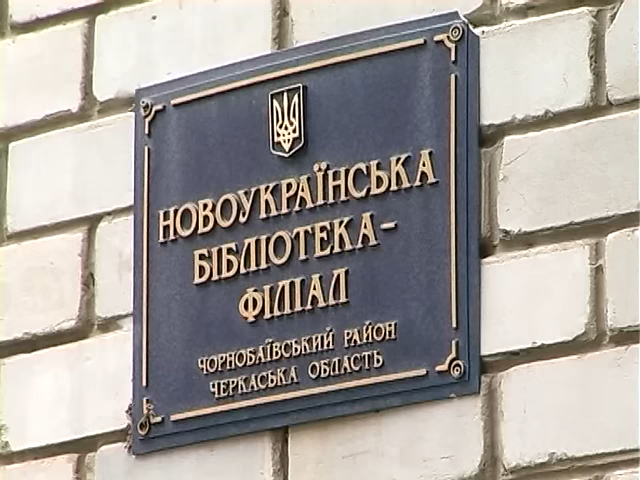 НОВОУКРАЇНСЬКА
БІБЛІОТЕКА-
ФІЛІАЛ
ЧОРНОБАЇВСЬКИЙ РАЙОН
ЧЕРКАСЬКА ОБЛАСТЬ